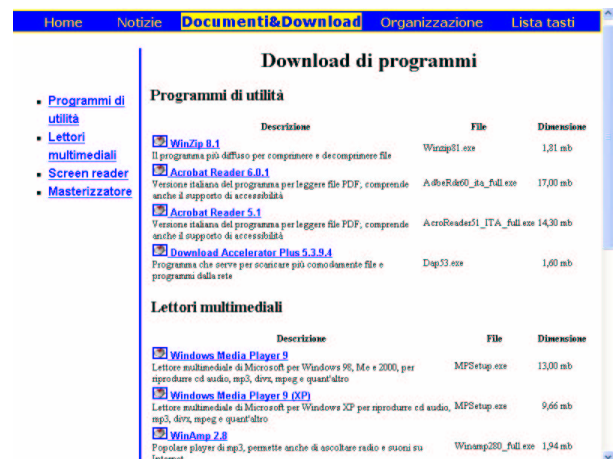 Home Notizie Documenti&Download Organizzazione Lista tasti
Download di programmi
Programmi di
utilità
Lettori
multimediali
Screen reader
Masterizzatore
Programmi di utilità
Descrizione File Dimensione
WinZip 8.1
Il programma più diffuso per comprimere e decomprimere file Winzip81.exe 1,81 mb
Acrobat Reader 6.0.1
Versione italiana del programma per leggere file PDF; comprende AdbeRdr60_ita_full.exe 17,00 mb
anche il supporto di accessibilità
Acrobat Reader 5.1
Versione italiana del programma per leggere file PDF; comprende AcroReader51_ITA_full.exe 14,30 mb
anche il supporto di accessibilità
Download Accelerator Plus 5.3.9.4
Programma che serve per scaricare più comodamente file e Dap53.exe 1,60 mb
programmi dalla rete
Lettori multimediali
Descrizione File Dimensione
Windows Media Player 9
Lettore multimediale di Microsoft per Windows 98, Me e 2000, per MPSetup.exe 13,00 mb
riprodurre cd audio, mp3, divx, mpeg e quant'altro
Windows Media Player 9 (XP)
Lettore multimediale di Microsoft per Windows XP per riprodurre cd audio, MPSetup.exe 9,66 mb
mp3, divx, mpeg e quant'altro
WinAmp 2.8
Popolare player di mp3, permette anche di ascoltare radio e suoni su Winamp280_full.exe 1,94 mb
Internet